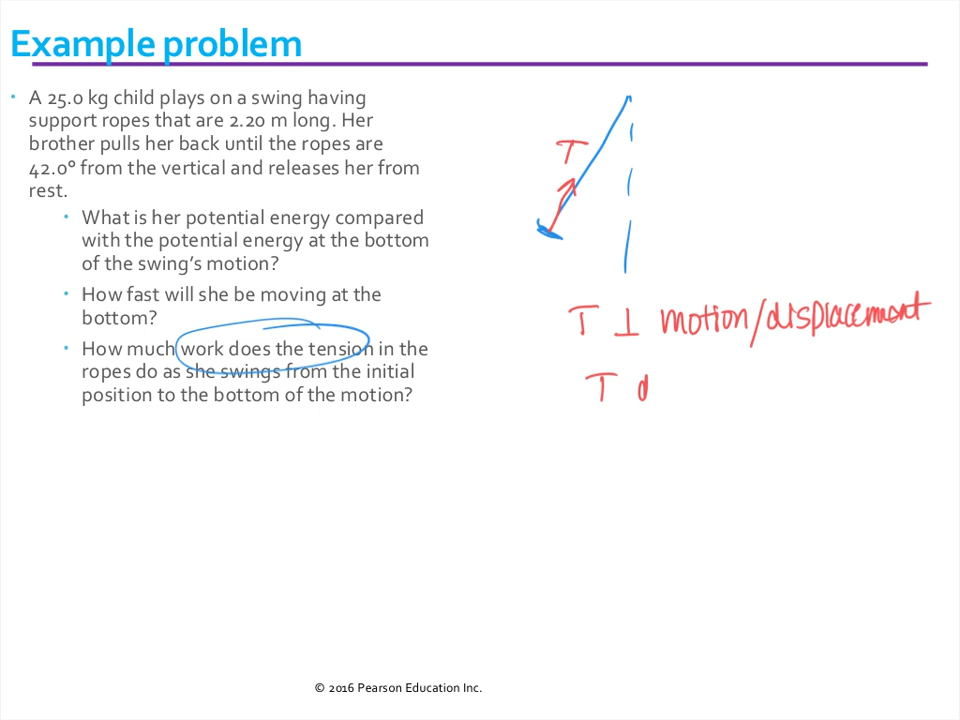 Example problem
• A 25.0 kg child plays on a swing having
support ropes that are 2.20 m long. Her
brother pulls her back until the ropes are
42.0° from the vertical and releases her from
rest.
• What is her potential energy compared
with the potential energy at the bottom
of the swing's motion?
• How fast will she be moving at the
bottom?
• How much work does the tension in the
ropes do as she swings from the initial
position to the bottom of the motion?
T
T ⊥ motion/displacement
T d
© 2016 Pearson Education Inc.